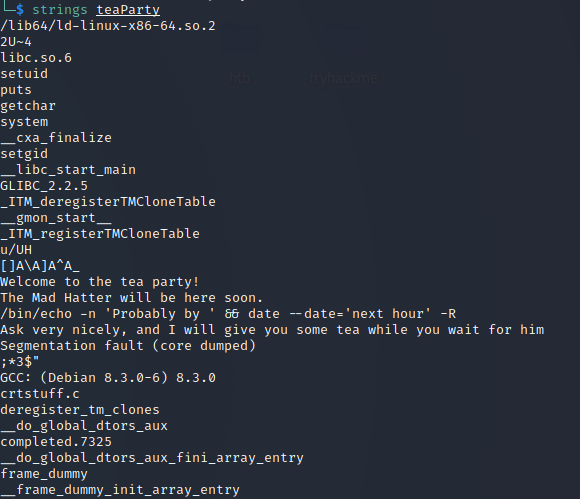 └─$ strings teaParty
/lib64/ld-linux-x86-64.so.2
2U~4
libc.so.6
setuid
puts
getchar
system
__cxa_finalize
setgid
__libc_start_main
GLIBC_2.2.5
_ITM_deregisterTMCloneTable
__gmon_start__
_ITM_registerTMCloneTable
u/UH
[]A\A]A^A_
Welcome to the tea party!
The Mad Hatter will be here soon.
/bin/echo -n 'Probably by ' && date --date='next hour' -R
Ask very nicely, and I will give you some tea while you wait for him
Segmentation fault (core dumped)
;*3$"
GCC: (Debian 8.3.0-6) 8.3.0
crtstuff.c
deregister_tm_clones
__do_global_dtors_aux
completed.7325
__do_global_dtors_aux_fini_array_entry
frame_dummy
__frame_dummy_init_array_entry